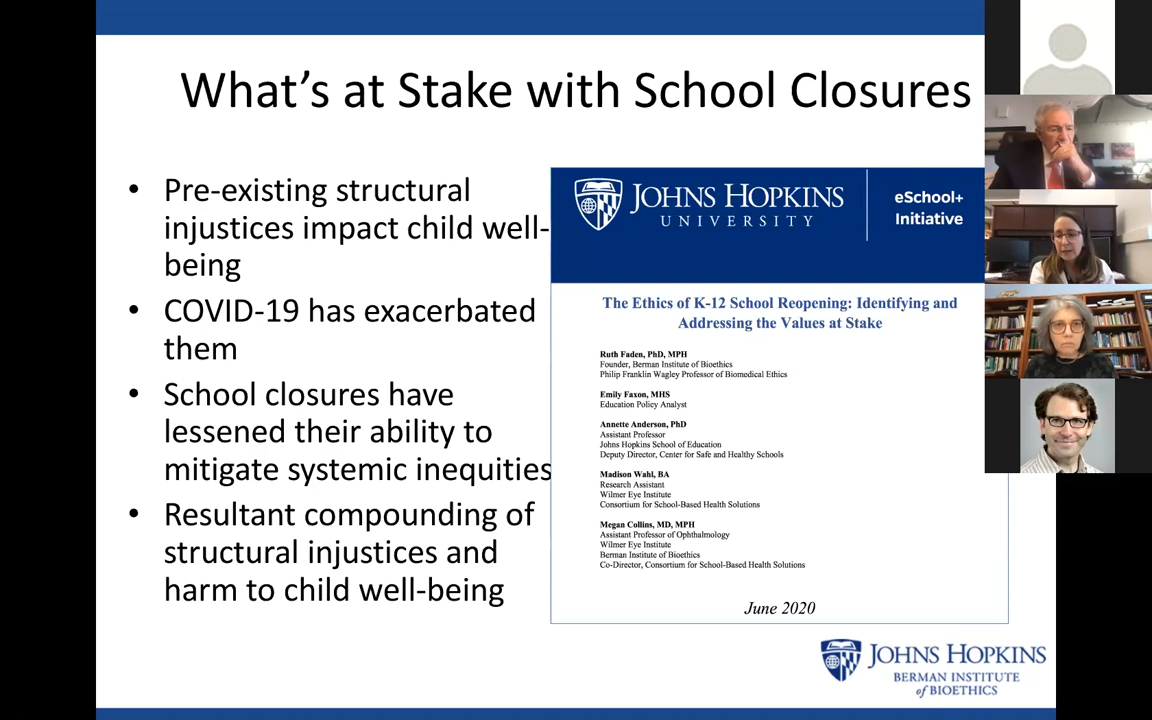 What’s at Stake with School Closures
• Pre-existing structural
injustices impact child well-
being
• COVID-19 has exacerbated
them
• School closures have
lessened their ability to
mitigate systemic inequities
• Resultant compounding of
structural injustices and
harm to child well-being
JOHNS HOPKINS
UNIVERSITY
eSchool+
Initiative
The Ethics of K-12 School Reopening: Identifying and
Addressing the Values at Stake
Ruth Faden, PhD, MPH
Founder, Berman Institute of Bioethics
Philip Franklin Wagley Professor of Biomedical Ethics
Emily Faxon, MHS
Education Policy Analyst
Annette Anderson, PhD
Assistant Professor
Johns Hopkins School of Education
Deputy Director, Center for Safe and Healthy Schools
Madison Wahl, BA
Research Assistant
Wilmer Eye Institute
Consortium for School-Based Health Solutions
Megan Collins, MD, MPH
Assistant Professor of Ophthalmology
Wilmer Eye Institute
Berman Institute of Bioethics
Co-Director, Consortium for School-Based Health Solutions
June 2020
JOHNS HOPKINS
BERMAN INSTITUTE
of BIOETHICS